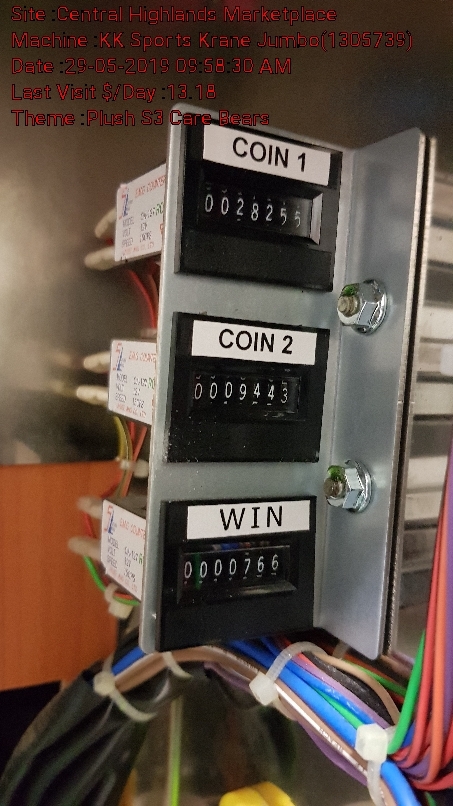 Site :Central Highlands Marketplace
Machine :KK Sports Krane Jumbo(1305739)
Date :29-05-2019 09:58:30 AM
Last Visit $/Day :13.18
Theme :Plush S3 Care Bears
COIN 1
0028255
COIN 2
0009443
WIN
0000766